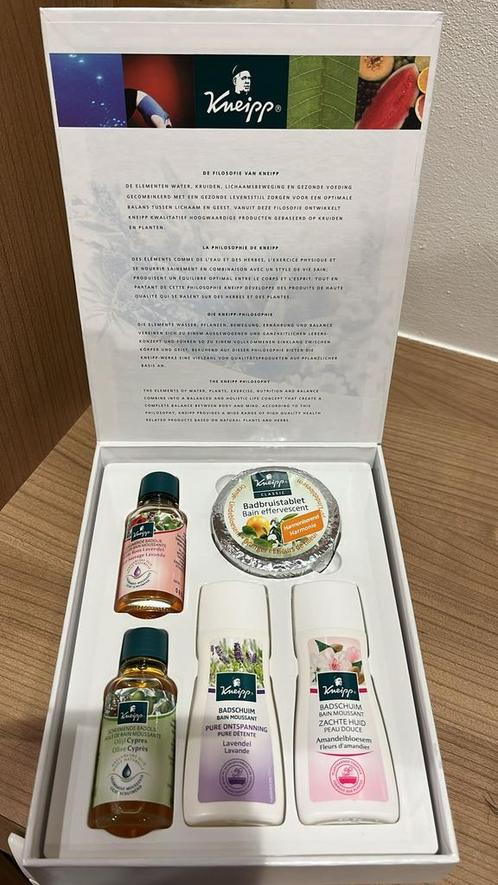 Kneipp®
DE FILOSOFIE VAN KNEIPP
DE ELEMENTEN WATER, KRUIDEN, LICHAAMSBEWEGING EN GEZONDE VOEDING
GECOMBINEERD MET EEN GEZONDE LEVENSSTIJL ZORGEN VOOR EEN OPTIMALE
BALANS TUSSEN LICHAAM EN GEEST. VANUIT DEZE FILOSOFIE ONTWIKKELT
KNEIPP KWALITATIEF HOOGWAARDIGE PRODUCTEN GEBASEERD OP KRUIDEN
EN PLANTEN.
LA PHILOSOPHIE DE KNEIPP
DES ÉLÉMENTS COMME DE L'EAU ET DES HERBES, L'EXERCICE PHYSIQUE ET
SE NOURRIR SAINEMENT EN COMBINAISON AVEC UN STYLE DE VIE SAIN,
PRODUISENT UN ÉQUILIBRE OPTIMAL ENTRE LE CORPS ET L'ESPRIT. TOUT EN
PARTANT DE CETTE PHILOSOPHIE KNEIPP DÉVELOPPE DES PRODUITS DE HAUTE
QUALITÉ QUI SE BASENT SUR DES HERBES ET DES PLANTES.
DIE KNEIPP-PHILOSOPHIE
DIE ELEMENTE WASSER, PFLANZEN, BEWEGUNG, ERNÄHRUNG UND BALANCE
VEREINEN SICH ZU EINEM AUSGEWOGENEN UND GANZHEITLICHEN LEBENS
KONZEPT UND FÜHREN SO ZU EINEM VOLLKOMMENEN EINKLANG ZWISCHEN
KÖRPER UND GEIST. BERUHEND AUF DIESER PHILOSOPHIE BIETEN DIE
KNEIPP-WERKE EINE VIELZAHL VON QUALITÄTSPRODUKTEN AUF PFLANZLICHER
BASIS AN.
THE KNEIPP PHILOSOPHY
THE ELEMENTS OF WATER, PLANTS, EXERCISE, NUTRITION AND BALANCE
COMBINE INTO A BALANCED AND HOLISTIC LIFE CONCEPT THAT CREATE A
COMPLETE BALANCE BETWEEN BODY AND MIND. ACCORDING TO THIS
PHILOSOPHY, KNEIPP PROVIDES A WIDE RANGE OF HIGH QUALITY HEALTH
RELATED PRODUCTS BASED ON NATURAL PLANTS AND HERBS.
Kneipp
CLASSIC
Badbruistablet
Bain effervescent
Harmoniserend
Harmonie
Kneipp
Lavendel
Lavande
Kneipp
SCHUIMENDE BADOLIE
HUILE DE BAIN MOUSSANTE
Olijf Cypres
Olive Cyprès
Kneipp
BADSCHUIM
BAIN MOUSSANT
PURE ONTSPANNING
PURE DÉTENTE
Lavendel
Lavande
Kneipp
BADSCHUIM
BAIN MOUSSANT
ZACHTE HUID
PEAU DOUCE
Amandelbloesem
Fleurs d'amandier